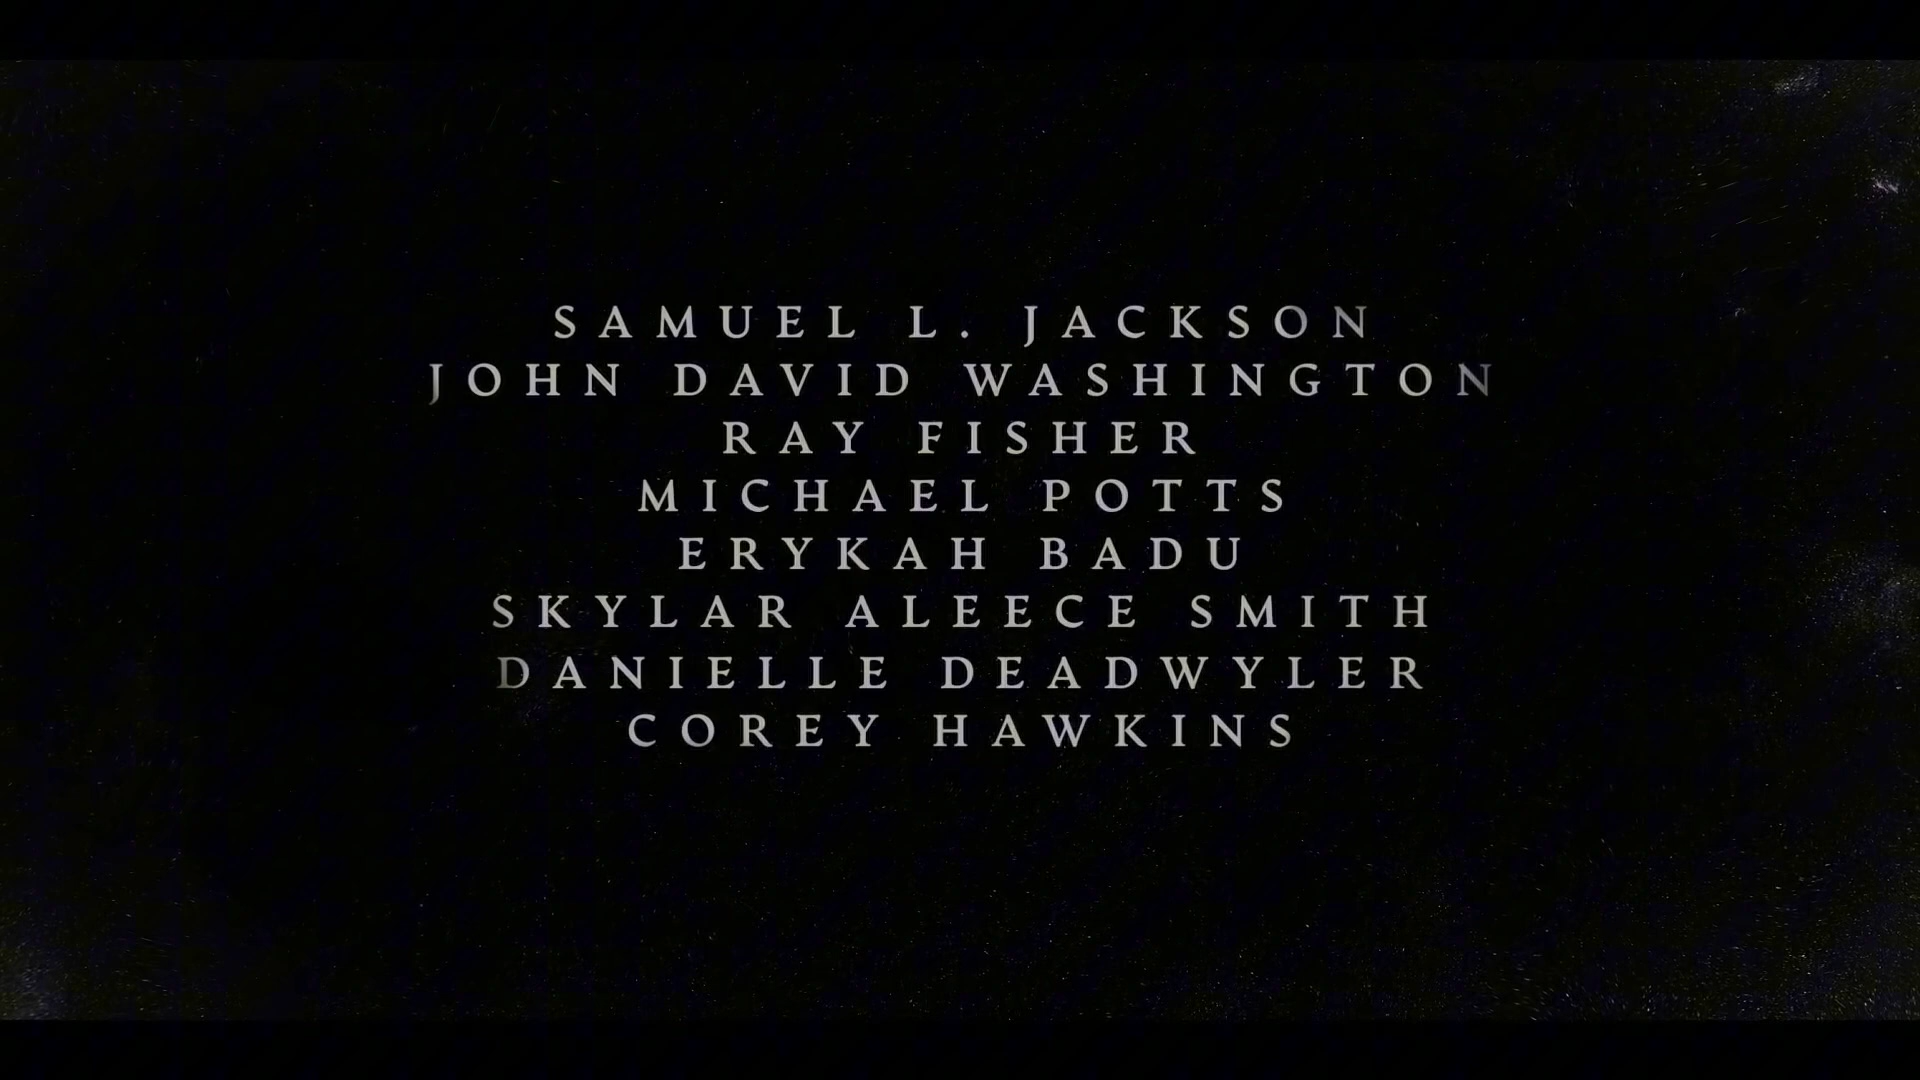 SAMUEL L. JACKSON
JOHN DAVID WASHINGTON
RAY FISHER
MICHAEL POTTS
ERYKAH BADU
SKYLAR ALEECE SMITH
DANIELLE DEADWYLER
COREY HAWKINS